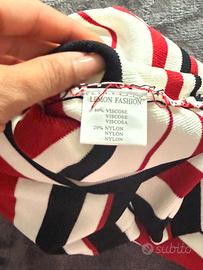 LEMON FASHION
80% VISCOSE
VISCOSE
VISCOSA
20% NYLON
NYLON
NYLON
subito